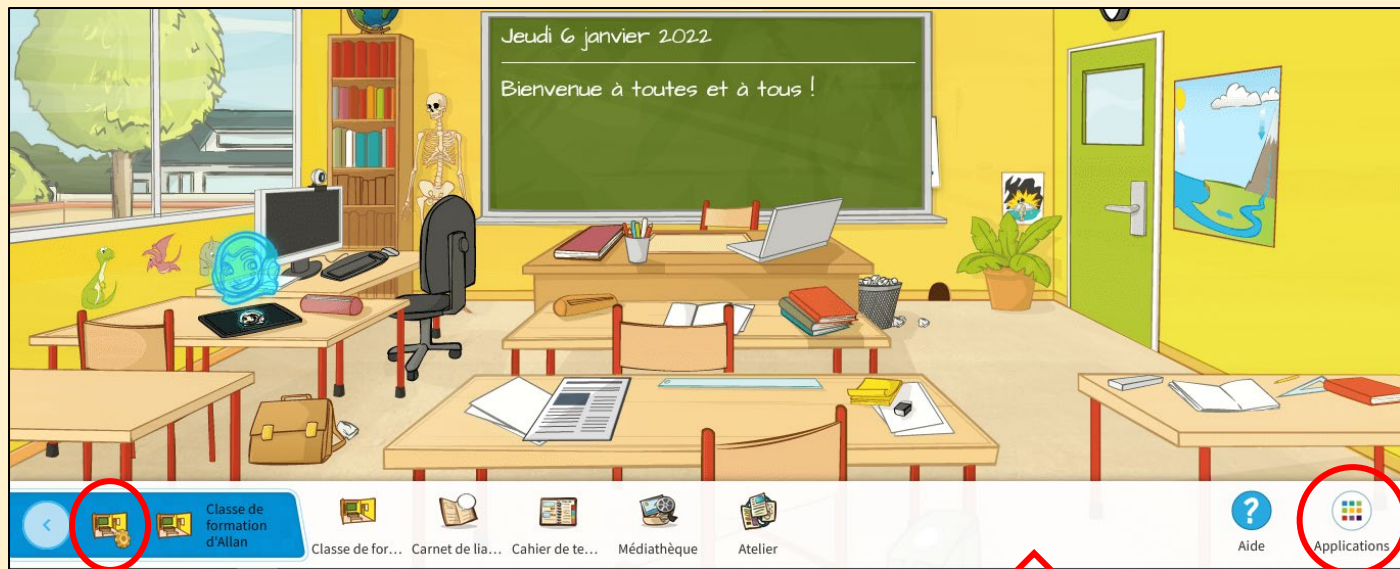 Jeudi 6 janvier 2022
Bienvenue à toutes et à tous !
Classe de
formation
d'Allan
Classe de for...
Carnet de lia...
Cahier de te...
Médiathèque
Atelier
?
Aide
Applications